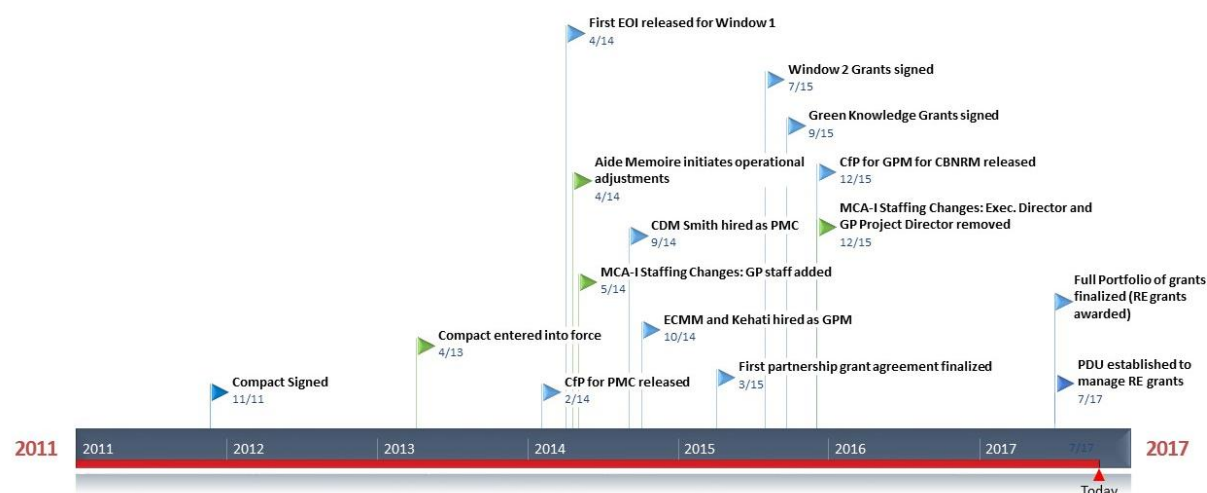 First EOI released for Window 1
4/14
Window 2 Grants signed
7/15
Green Knowledge Grants signed
9/15
Aide Memoire initiates operational
adjustments
4/14
CfP for GPM for CBNRM released
12/15
MCA-I Staffing Changes: Exec. Director and
GP Project Director removed
12/15
CDM Smith hired as PMC
9/14
MCA-I Staffing Changes: GP staff added
5/14
Full Portfolio of grants
finalized (RE grants
awarded)
ECMM and Kehati hired as GPM
10/14
Compact entered into force
4/13
First partnership grant agreement finalized
3/15
PDU established to
manage RE grants
7/17
Compact Signed
11/11
CfP for PMC released
2/14
2011
2011
2012
2013
2014
2015
2016
2017
7/17
2017
Today